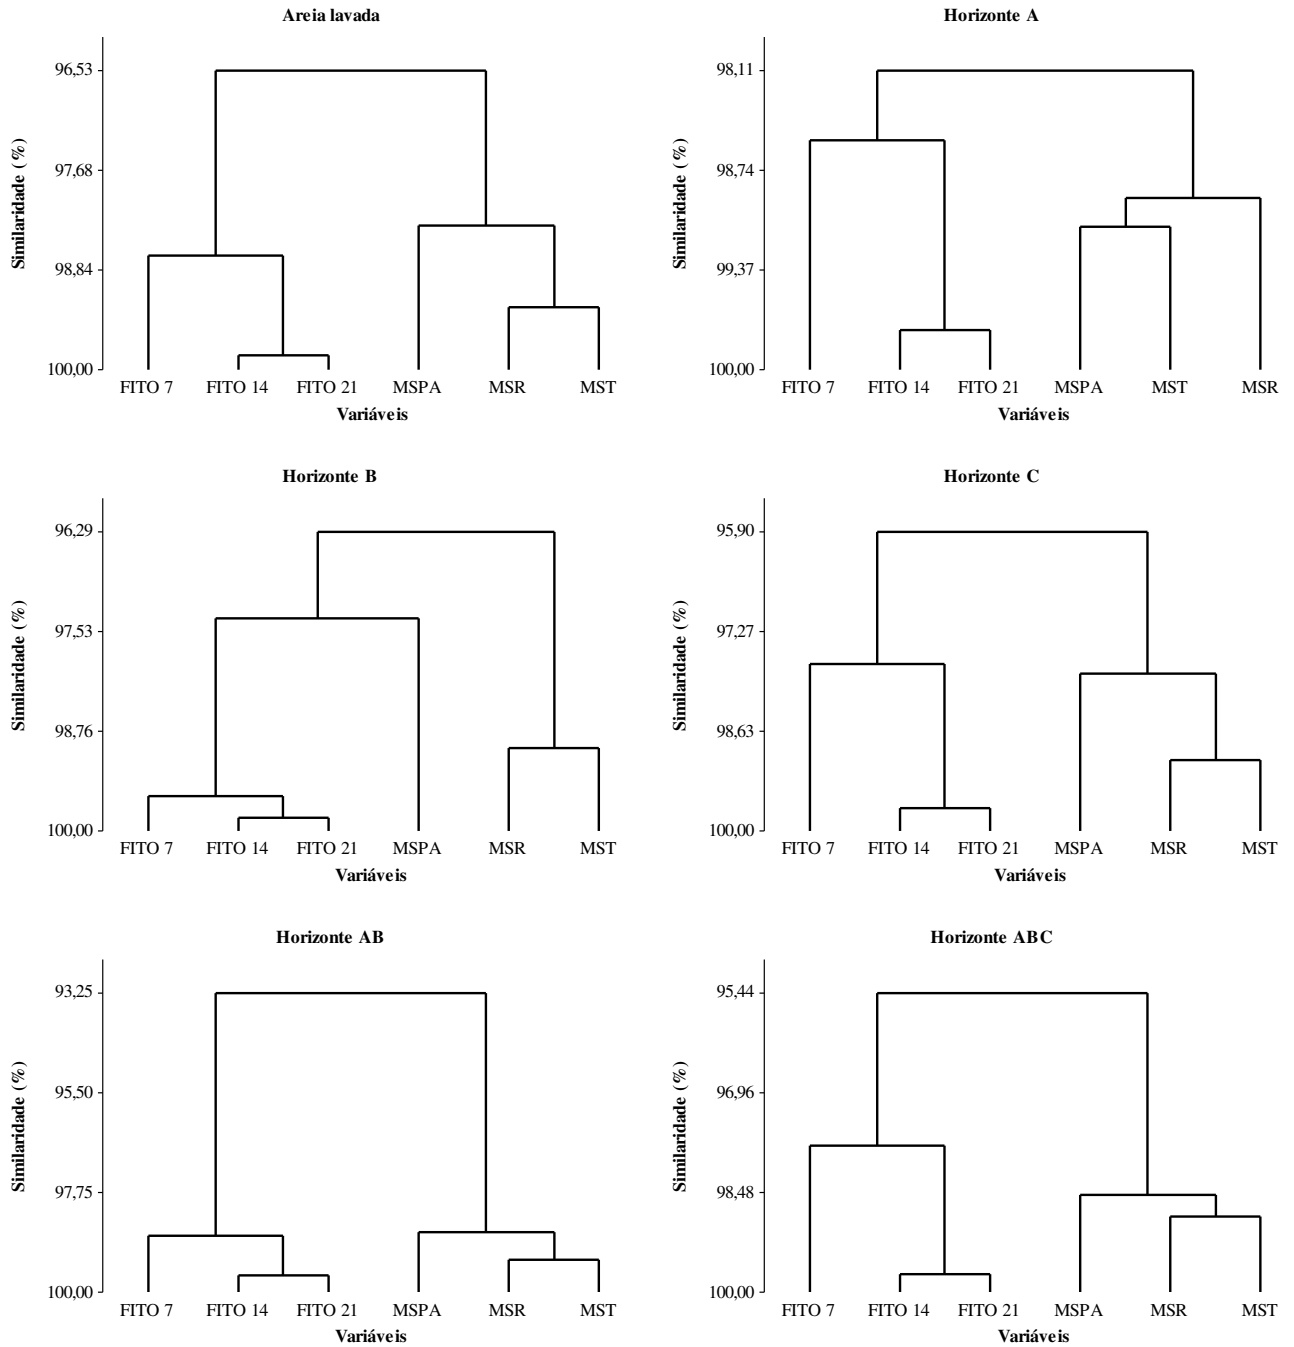 Areia lavada
96,53
97,68
98,84
100,00
Similaridade (%)
FITO 7 FITO 14 FITO 21 MSPA MSR MST
Variáveis
Horizonte A
98,11
98,74
99,37
100,00
Similaridade (%)
FITO 7 FITO 14 FITO 21 MSPA MST MSR
Variáveis
Horizonte B
96,29
97,53
98,76
100,00
Similaridade (%)
FITO 7 FITO 14 FITO 21 MSPA MSR MST
Variáveis
Horizonte C
95,90
97,27
98,63
100,00
Similaridade (%)
FITO 7 FITO 14 FITO 21 MSPA MSR MST
Variáveis
Horizonte AB
93,25
95,50
97,75
100,00
Similaridade (%)
FITO 7 FITO 14 FITO 21 MSPA MSR MST
Variáveis
Horizonte ABC
95,44
96,96
98,48
100,00
Similaridade (%)
FITO 7 FITO 14 FITO 21 MSPA MSR MST
Variáveis